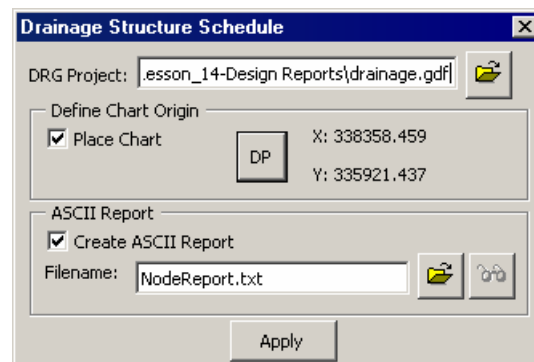 Drainage Structure Schedule
DRG Project: .esson_14-Design Reports\drainage.gdf
Define Chart Origin
Place Chart
DP
X: 338358.459
Y: 335921.437
ASCII Report
Create ASCII Report
Filename: NodeReport.txt
Apply